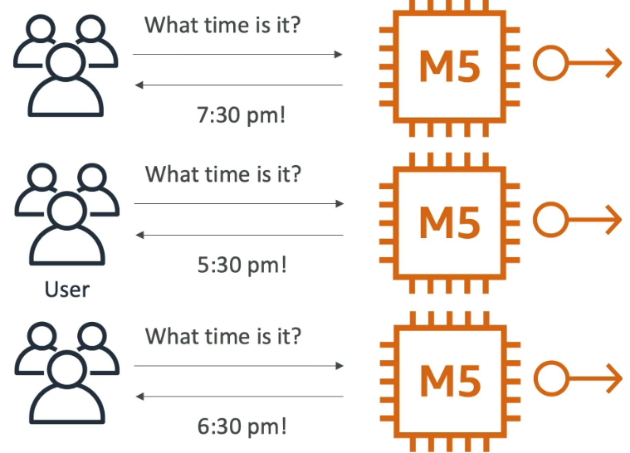 What time is it?
M5
7:30 pm!
What time is it?
M5
5:30 pm!
User
What time is it?
M5
6:30 pm!